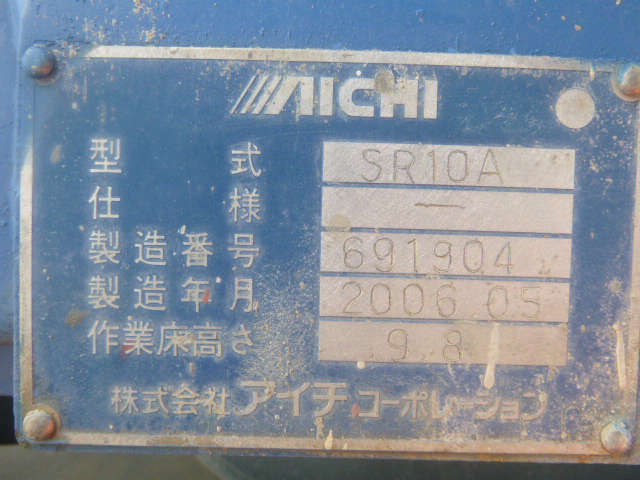 AICHI
型式 SR10A
仕様 —
製造番号 691904
製造年月 2006.05
作業床高さ 9.8
株式会社アイチコーポレーション